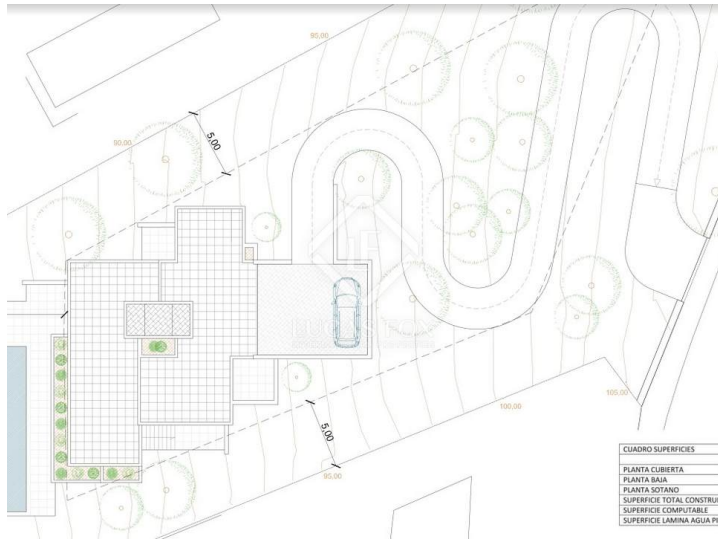 95,00
90,00
5,00
105,00
100,00
5,00
95,00
CUADRO SUPERFICIES
PLANTA CUBIERTA
PLANTA BAJA
PLANTA SOTANO
SUPERFICIE TOTAL CONSTRU
SUPERFICIE COMPUTABLE
SUPERFICIE LAMINA AGUA PI